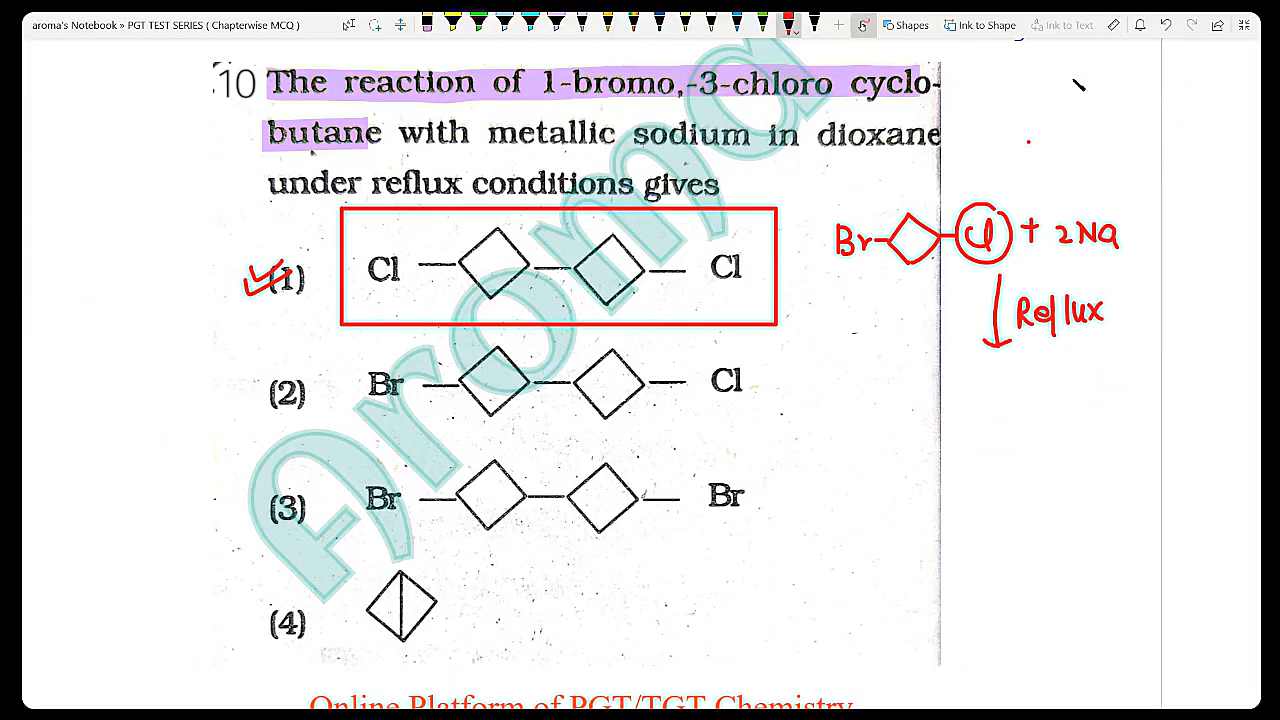 aroma's Notebook » PGT TEST SERIES ( Chapterwise MCQ )
Shapes
Ink to Shape
Ink to Text
10 The reaction of 1-bromo,-3-chloro cyclo-
butane with metallic sodium in dioxane
under reflux conditions gives
(1) Cl Cl
(2) Br Cl
(3) Br Br
(4)
Br Cl + 2Na
Reflux
Aroma
Online Platform of PGT/TGT Chemistry